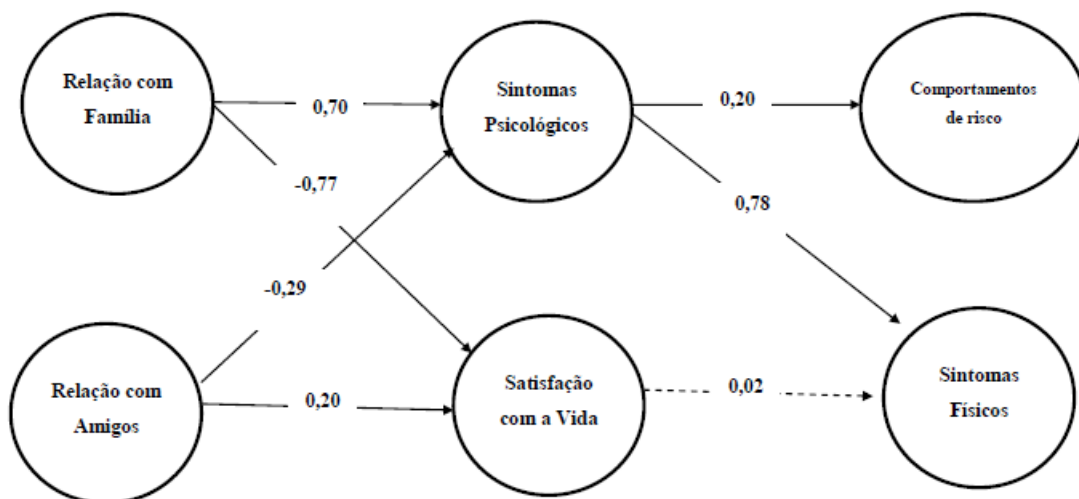 Relação com
Família
0,70
-0,77
Sintomas
Psicológicos
0,20
Comportamentos
de risco
0,78
-0,29
Relação com
Amigos
0,20
Satisfação
com a Vida
0,02
Sintomas
Físicos